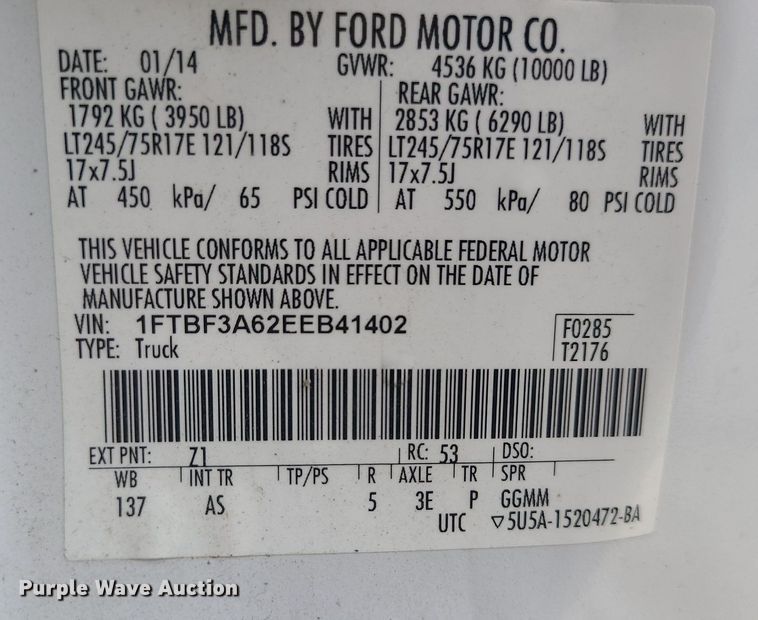 MFD. BY FORD MOTOR CO.
DATE: 01/14 GVWR: 4536 KG (10000 LB)
FRONT GAWR: REAR GAWR:
1792 KG ( 3950 LB) WITH 2853 KG ( 6290 LB) WITH
LT245/75R17E 121/118S TIRES LT245/75R17E 121/118S TIRES
17x7.5J RIMS 17x7.5J RIMS
AT 450 kPa/ 65 PSI COLD AT 550 kPa/ 80 PSI COLD
THIS VEHICLE CONFORMS TO ALL APPLICABLE FEDERAL MOTOR
VEHICLE SAFETY STANDARDS IN EFFECT ON THE DATE OF
MANUFACTURE SHOWN ABOVE.
VIN: 1FTBF3A62EEB41402 F0285
TYPE: Truck T2176
EXT PNT: Z1 RC: 53 DSO:
WB INT TR TP/PS R AXLE TR SPR
137 AS 5 3E P GGMM
UTC ▽5U5A-1520472-BA
Purple Wave Auction